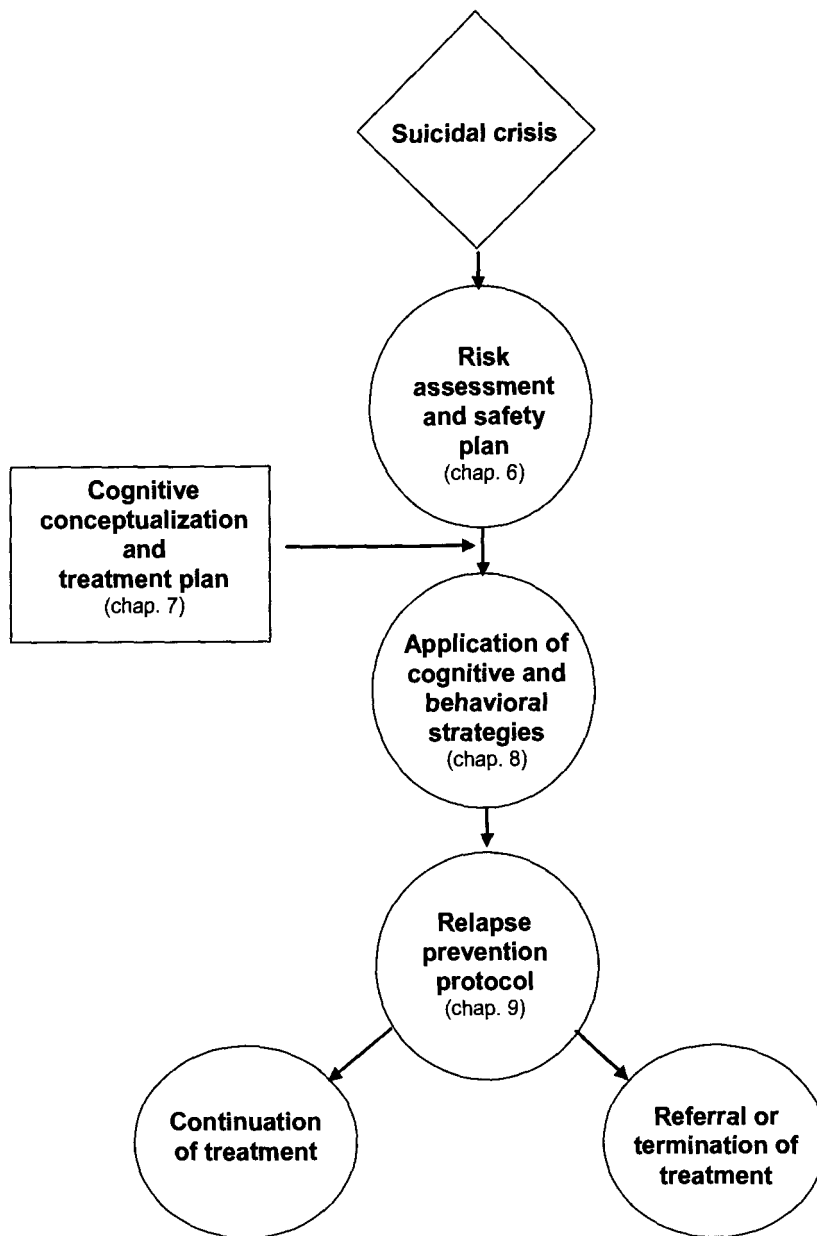 Suicidal crisis
Risk
assessment
and safety
plan
(chap. 6)
Cognitive
conceptualization
and
treatment plan
(chap. 7)
Application of
cognitive and
behavioral
strategies
(chap. 8)
Relapse
prevention
protocol
(chap. 9)
Continuation
of treatment
Referral or
termination of
treatment